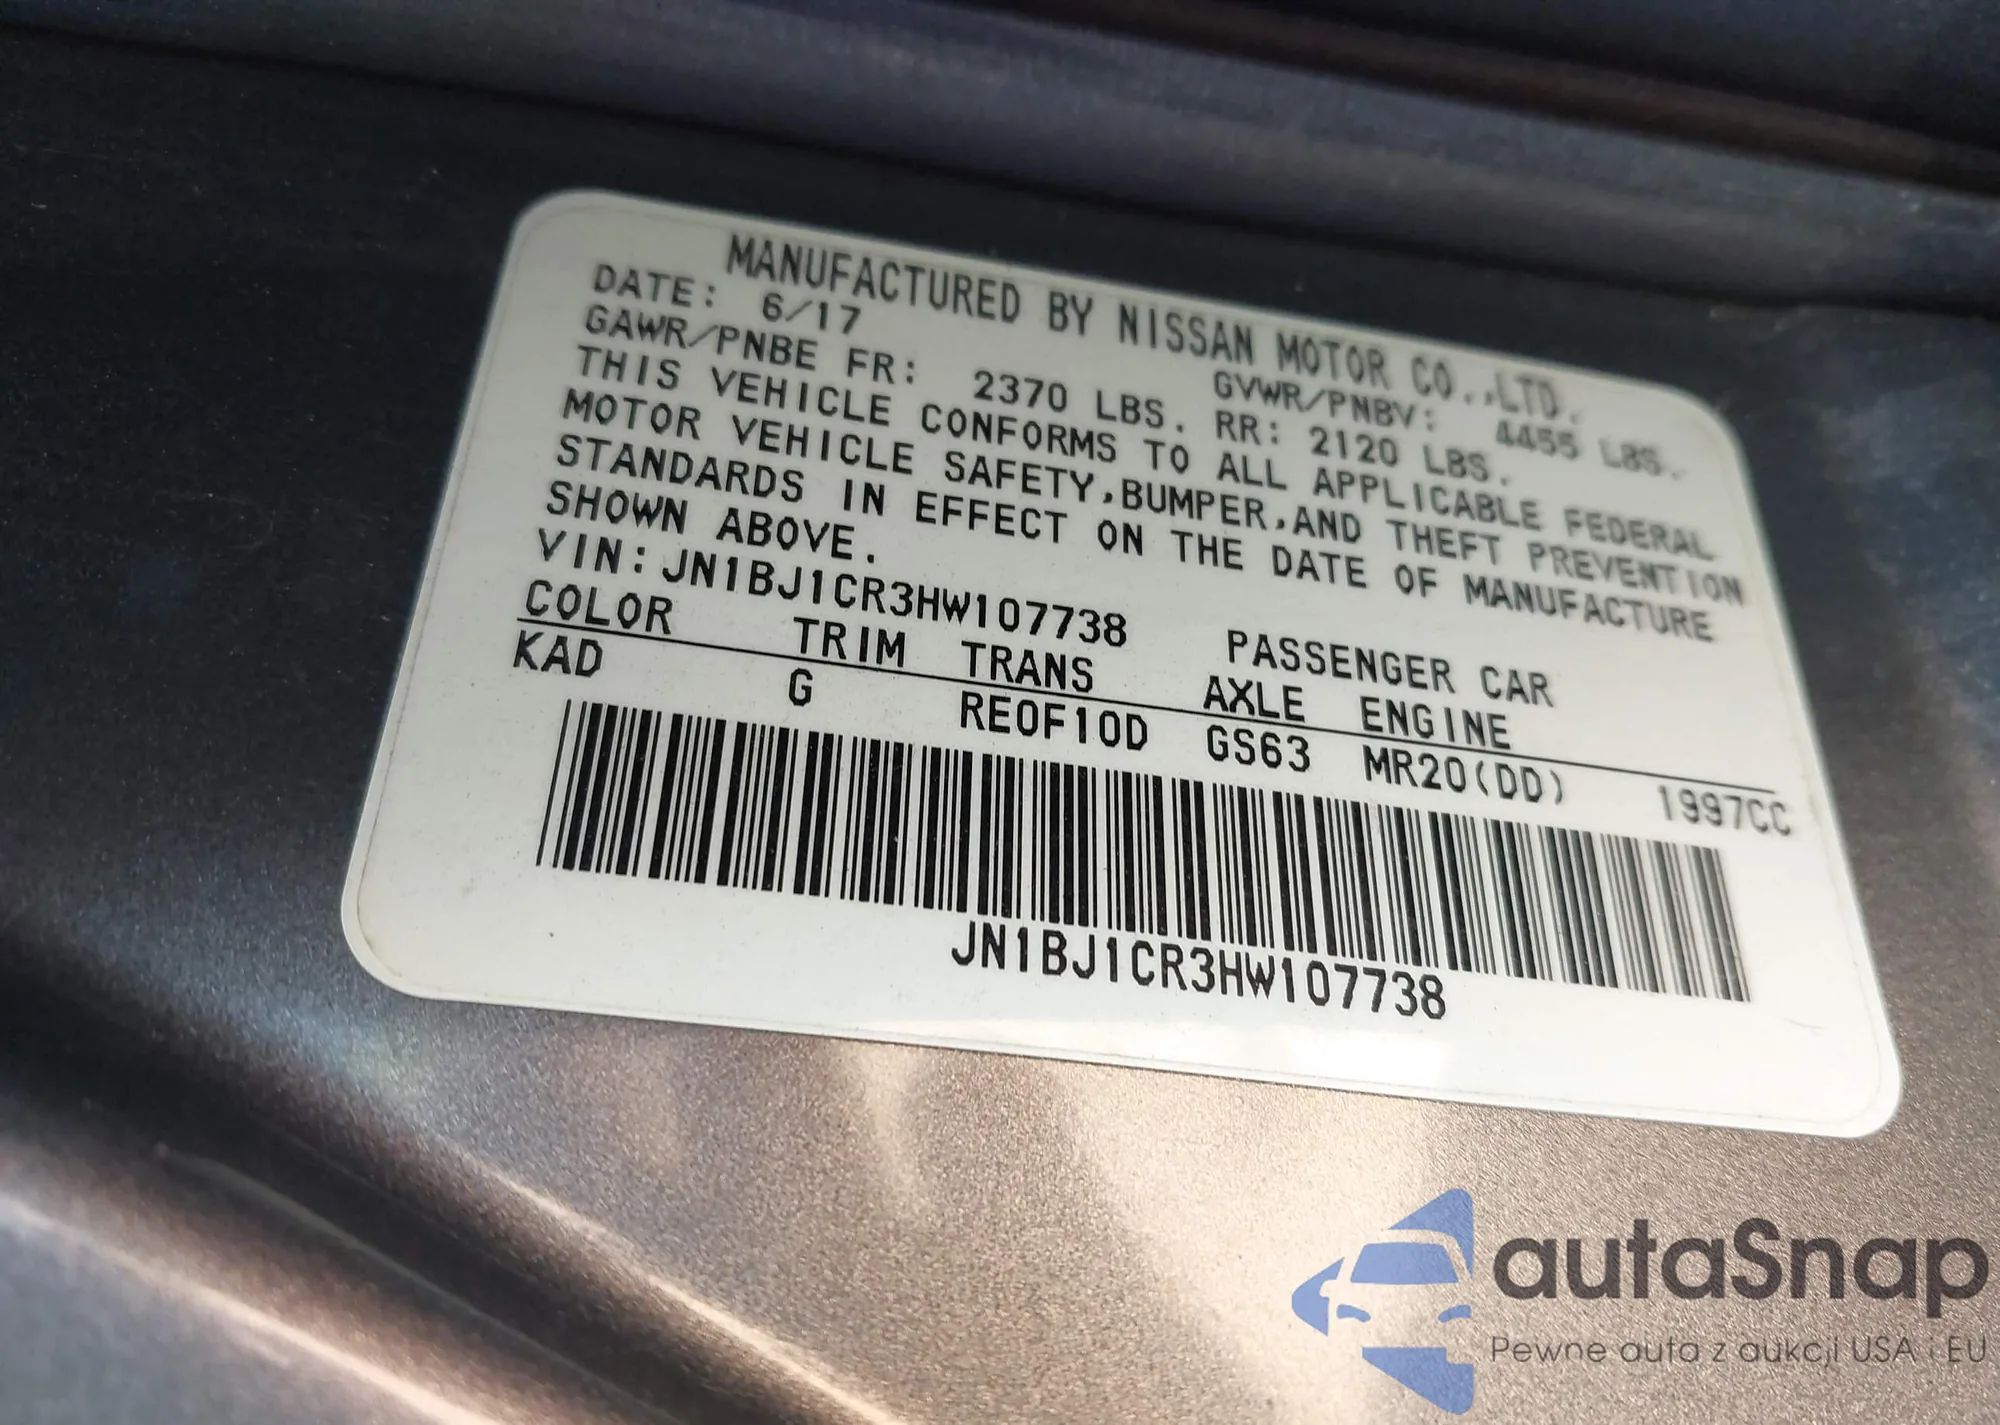 MANUFACTURED BY NISSAN MOTOR CO.,LTD.
DATE: 6/17 GVWR/PNBV: 4455 LBS.
GAWR/PNBE FR: 2370 LBS. RR: 2120 LBS.
THIS VEHICLE CONFORMS TO ALL APPLICABLE FEDERAL
MOTOR VEHICLE SAFETY,BUMPER,AND THEFT PREVENTION
STANDARDS IN EFFECT ON THE DATE OF MANUFACTURE
SHOWN ABOVE.
VIN:JN1BJ1CR3HW107738 PASSENGER CAR
COLOR TRIM TRANS AXLE ENGINE
KAD G RE0F10D GS63 MR20(DD) 1997CC
JN1BJ1CR3HW107738
autaSnap
Pewne auta z aukcji USA i EU